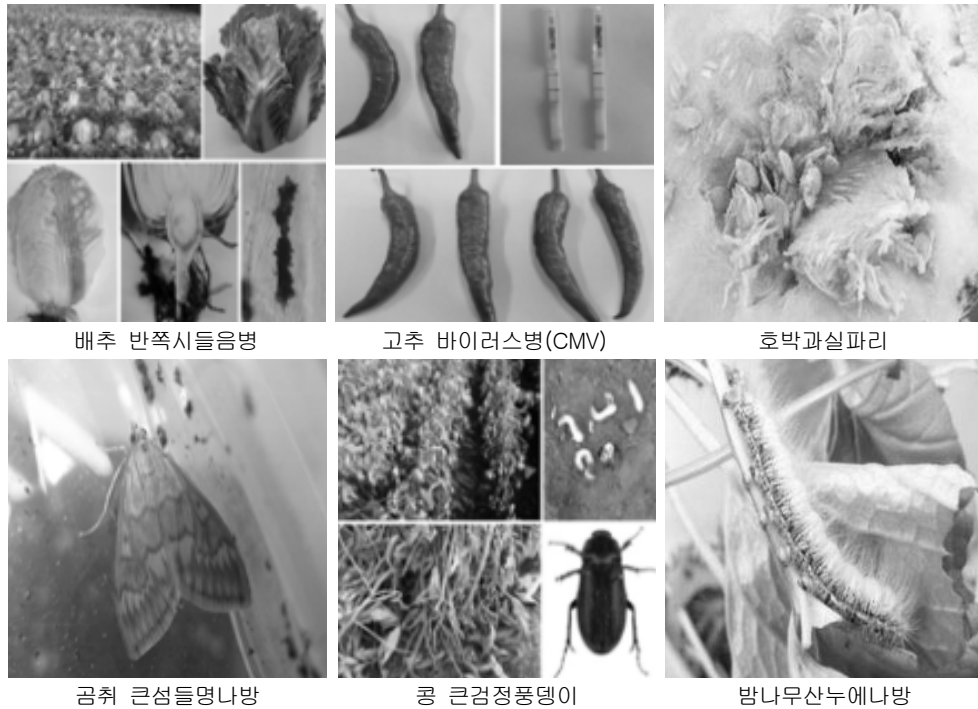 배추 반쪽시들음병
고추 바이러스병(CMV)
호박과실파리
곰취 큰섬들명나방
콩 큰검정풍뎅이
밤나무산누에나방